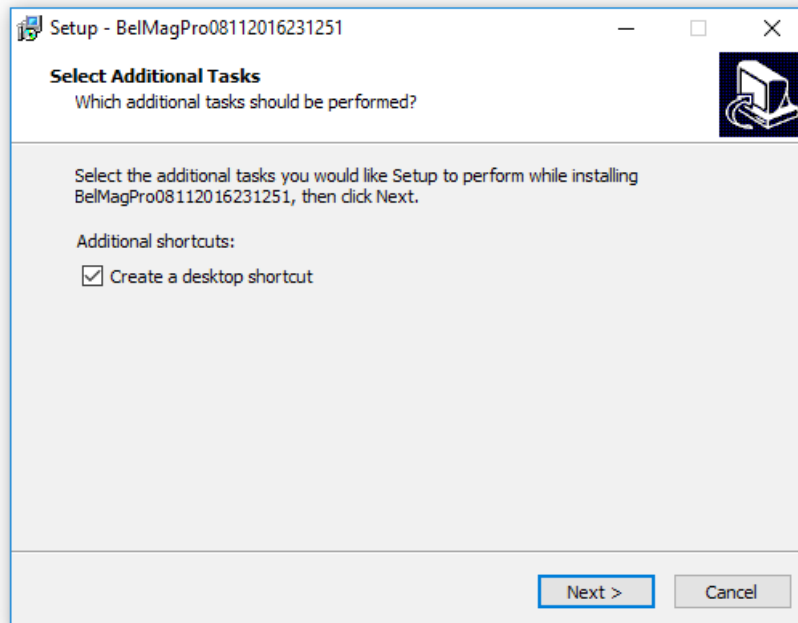 Setup - BelMagPro08112016231251
Select Additional Tasks
Which additional tasks should be performed?
Select the additional tasks you would like Setup to perform while installing
BelMagPro08112016231251, then click Next.
Additional shortcuts:
Create a desktop shortcut
Next >
Cancel